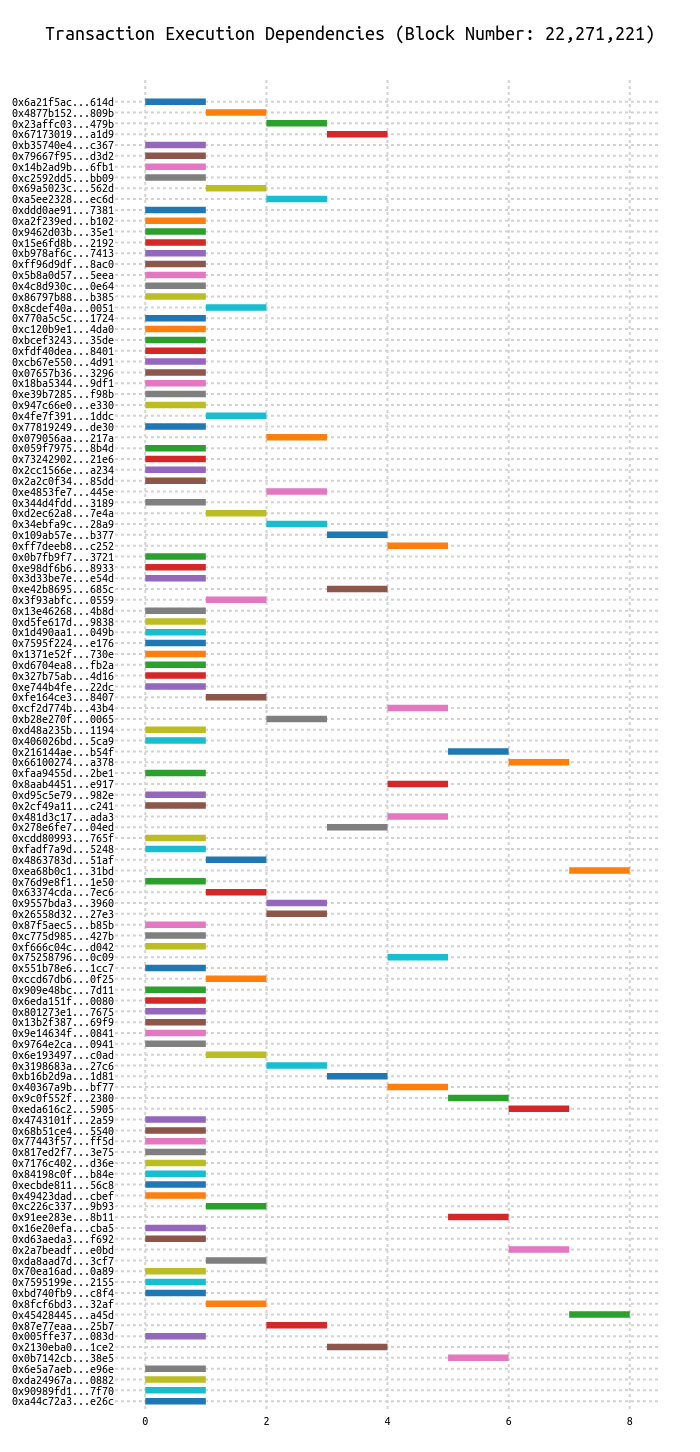 Transaction Execution Dependencies (Block Number: 22,271,221)
0x6a21f5ac...614d
0x4877b152...809b
0x23affc03...479b
0x67173019...a1d9
0xb35740e4...c367
0x79667f95...d3d2
0x14b2ad9b...6fb1
0xc2592dd5...bb09
0x69a5023c...562d
0xa5ee2328...ec6d
0xddd0ae91...7381
0xa2f239ed...b102
0x9462d03b...35e1
0x15e6fd8b...2192
0xb978af6c...7413
0xff96d9df...8ac0
0x5b8a0d57...5eea
0x4c8d930c...0e64
0x86797b88...b385
0x8cdef40a...0051
0x770a5c5c...1724
0xc120b9e1...4da0
0xbcef3243...35de
0xfdf40dea...8401
0xcb67e550...4d91
0x07657b36...3296
0x18ba5344...9df1
0xe39b7285...f98b
0x947c66e0...e330
0x4fe7f391...1ddc
0x77819249...de30
0x079056aa...217a
0x059f7975...8b4d
0x73242902...21e6
0x2cc1566e...a234
0x2a2c0f34...85dd
0xe4853fe7...445e
0x344d4fdd...3189
0xd2ec62a8...7e4a
0x34ebfa9c...28a9
0x109ab57e...b377
0xff7deeb8...c252
0x0b7fb9f7...3721
0xe98df6b6...8933
0x3d33be7e...e54d
0xe42b8695...685c
0x3f93abfc...0559
0x13e46268...4b8d
0xd5fe617d...9838
0x1d490aa1...049b
0x7595f224...e176
0x1371e52f...730e
0xd6704ea8...fb2a
0x327b75ab...4d16
0xe744b4fe...22dc
0xfe164ce3...8407
0xcf2d774b...43b4
0xb28e270f...0065
0xd48a235b...1194
0x406026bd...5ca9
0x216144ae...b54f
0x66100274...a378
0xfaa9455d...2be1
0x8aab4451...e917
0xd95c5e79...982e
0x2cf49a11...c241
0x481d3c17...ada3
0x278e6fe7...04ed
0xcdd80993...765f
0xfadf7a9d...5248
0x4863783d...51af
0xea68b0c1...31bd
0x76d9e8f1...1e50
0x63374cda...7ec6
0x9557bda3...3960
0x26558d32...27e3
0x87f5aec5...b85b
0xc775d985...427b
0xf666c04c...d042
0x75258796...0c09
0x551b78e6...1cc7
0xccd67db6...0f25
0x909e48bc...7d11
0x6eda151f...0080
0x801273e1...7675
0x13b2f387...69f9
0x9e14634f...0841
0x9764e2ca...0941
0x6e193497...c0ad
0x3198683a...27c6
0xb16b2d9a...1d81
0x40367a9b...bf77
0x9c0f552f...2380
0xeda616c2...5905
0x4743101f...2a59
0x68b51ce4...5540
0x77443f57...ff5d
0x817ed2f7...3e75
0x7176c402...d36e
0x84198c0f...b84e
0xecbde811...56c8
0x49423dad...cbef
0xc226c337...9b93
0x91ee283e...8b11
0x16e20efa...cba5
0xd63aeda3...f692
0x2a7beadf...e0bd
0xda8aad7d...3cf7
0x70ea16ad...0a89
0x7595199e...2155
0xbd740fb9...c8f4
0x8fcf6bd3...32af
0x45428445...a45d
0x87e77eaa...25b7
0x005ffe37...083d
0x2130eba0...1ce2
0x0b7142cb...38e5
0x6e5a7aeb...e96e
0xda24967a...0882
0x90989fd1...7f70
0xa44c72a3...e26c
0 2 4 6 8